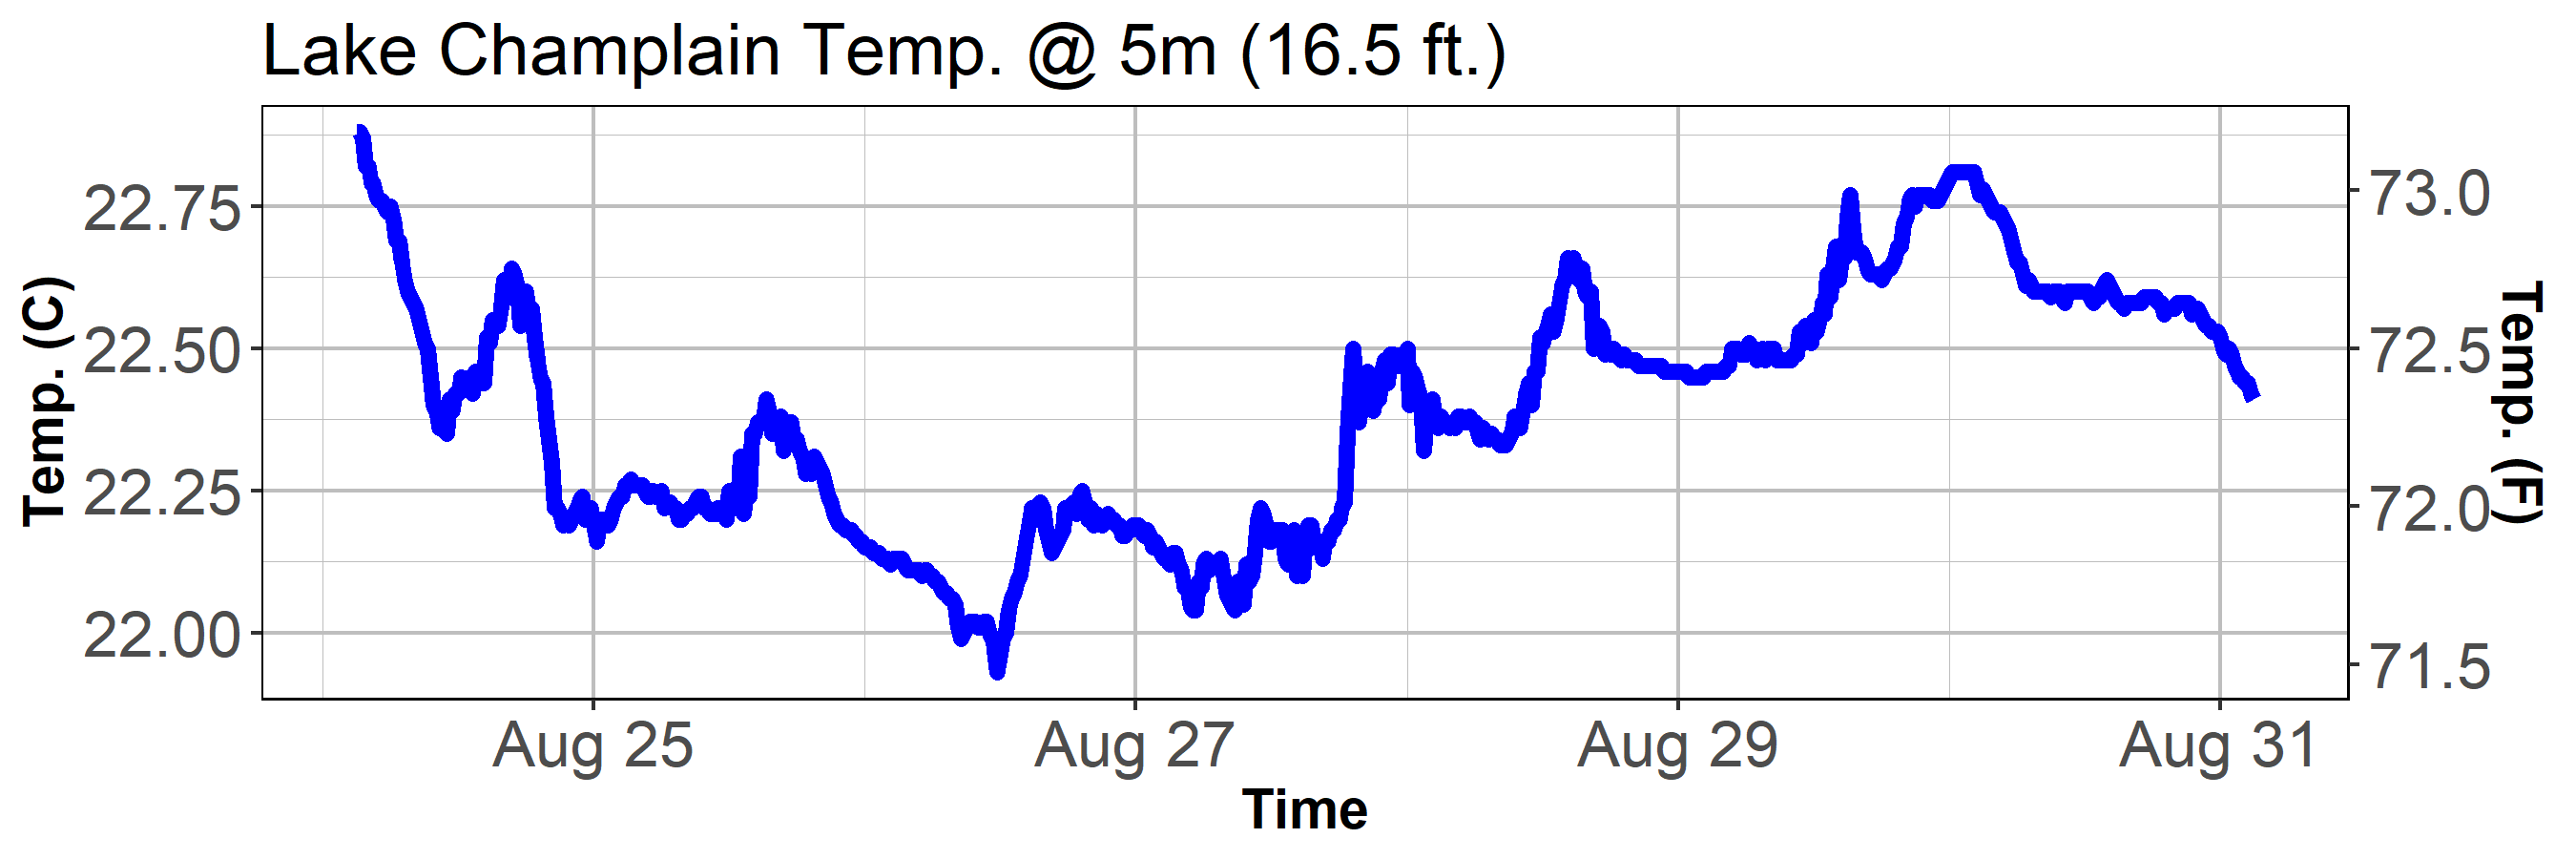 Lake Champlain Temp. @ 5m (16.5 ft.)
Temp. (C)
22.75
22.50
22.25
22.00
73.0
72.5
72.0
71.5
Temp. (F)
Aug 25
Aug 27
Aug 29
Aug 31
Time